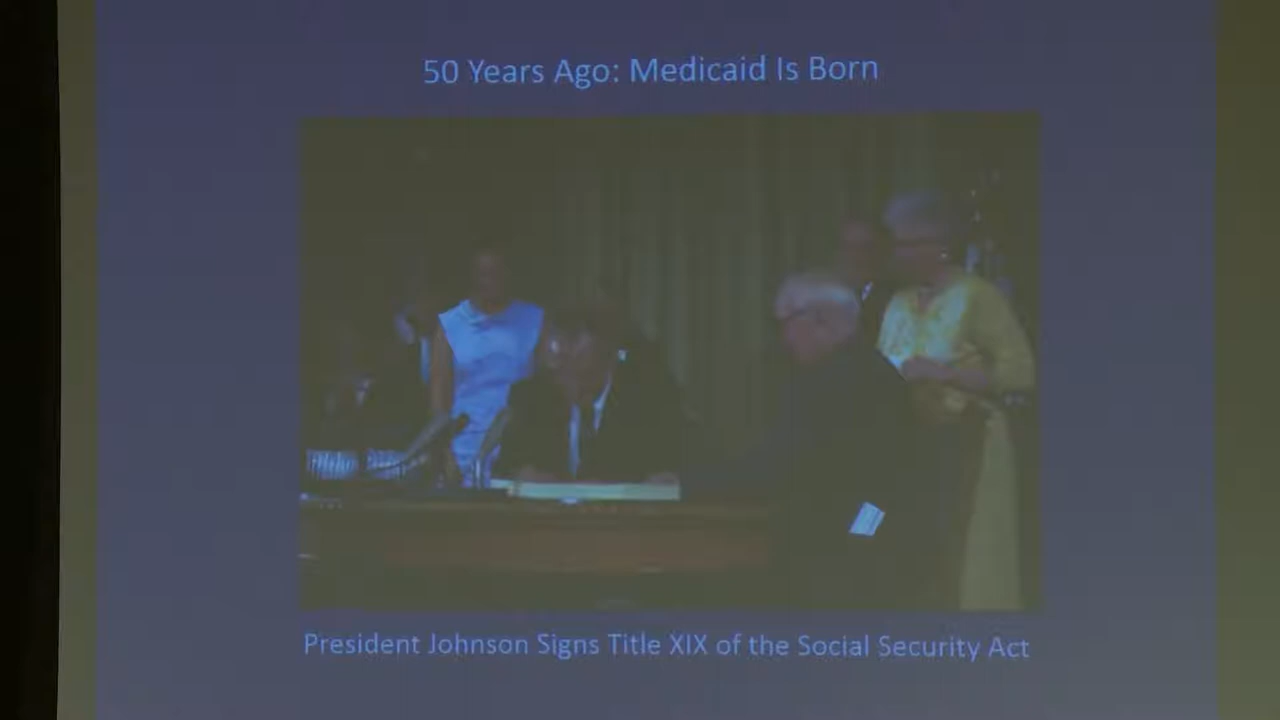 50 Years Ago: Medicaid Is Born
President Johnson Signs Title XIX of the Social Security Act